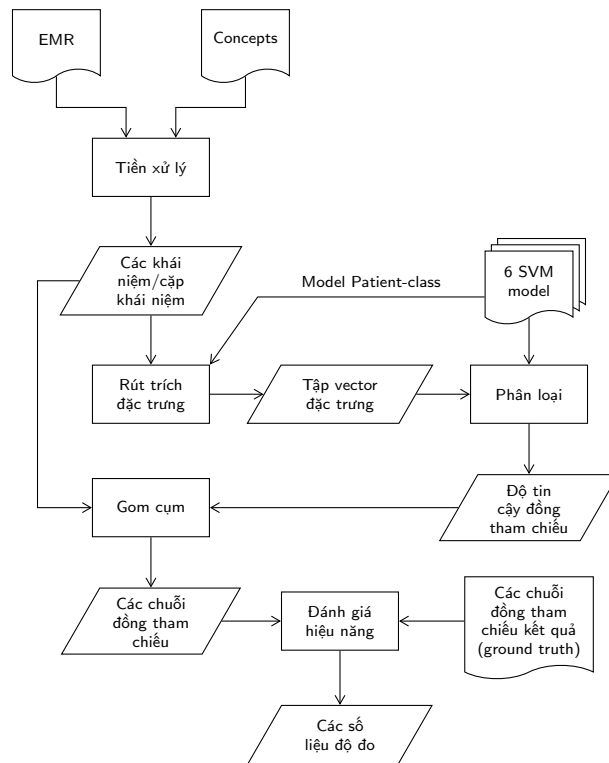 EMR
Concepts
Tiền xử lý
Các khái
niệm/cặp
khái niệm
Model Patient-class
6 SVM
model
Rút trích
đặc trưng
Tập vector
đặc trưng
Phân loại
Gom cụm
Độ tin
cậy đồng
tham chiếu
Các chuỗi
đồng tham
chiếu
Đánh giá
hiệu năng
Các chuỗi
đồng tham
chiếu kết quả
(ground truth)
Các số
liệu độ đo